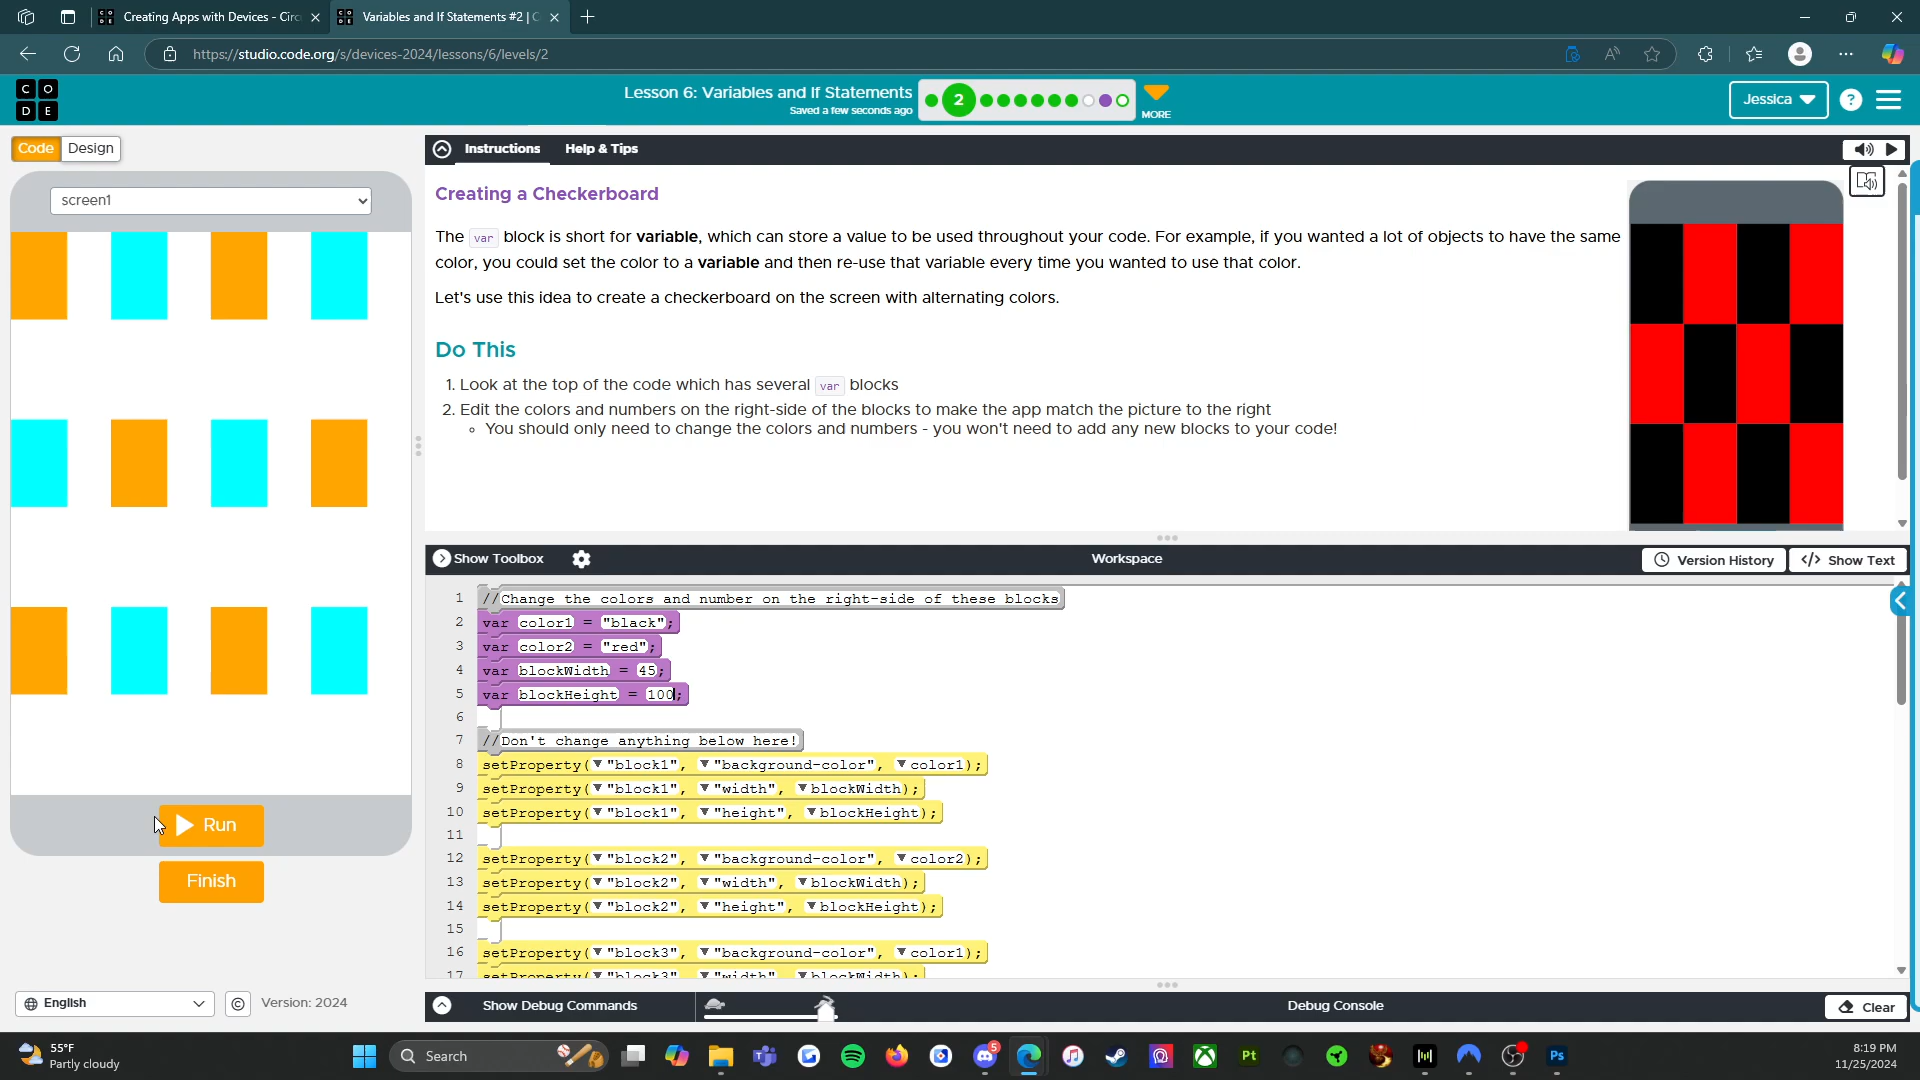 Creating Apps with Devices - Circ
Variables and If Statements #2 | C
https://studio.code.org/s/devices-2024/lessons/6/levels/2
C O D E
Lesson 6: Variables and If Statements
Saved a few seconds ago
2
MORE
Jessica
?
Code
Design
Instructions
Help & Tips
screen1
Creating a Checkerboard
The var block is short for variable, which can store a value to be used throughout your code. For example, if you wanted a lot of objects to have the same
color, you could set the color to a variable and then re-use that variable every time you wanted to use that color.
Let's use this idea to create a checkerboard on the screen with alternating colors.
Do This
1. Look at the top of the code which has several var blocks
2. Edit the colors and numbers on the right-side of the blocks to make the app match the picture to the right
You should only need to change the colors and numbers - you won't need to add any new blocks to your code!
Show Toolbox
Workspace
Version History
</> Show Text
1 //Change the colors and number on the right-side of these blocks
2 var color1 = "black";
3 var color2 = "red";
4 var blockWidth = 45;
5 var blockHeight = 100;
6
7 //Don't change anything below here!
8 setProperty("block1", "background-color", color1);
9 setProperty("block1", "width", blockWidth);
10 setProperty("block1", "height", blockHeight);
11
12 setProperty("block2", "background-color", color2);
13 setProperty("block2", "width", blockWidth);
14 setProperty("block2", "height", blockHeight);
15
16 setProperty("block3", "background-color", color1);
17 setProperty("block3", "width", blockWidth);
Run
Finish
English
©
Version: 2024
Show Debug Commands
Debug Console
Clear
55°F
Partly cloudy
Search
5
Pt
Ps
8:19 PM
11/25/2024